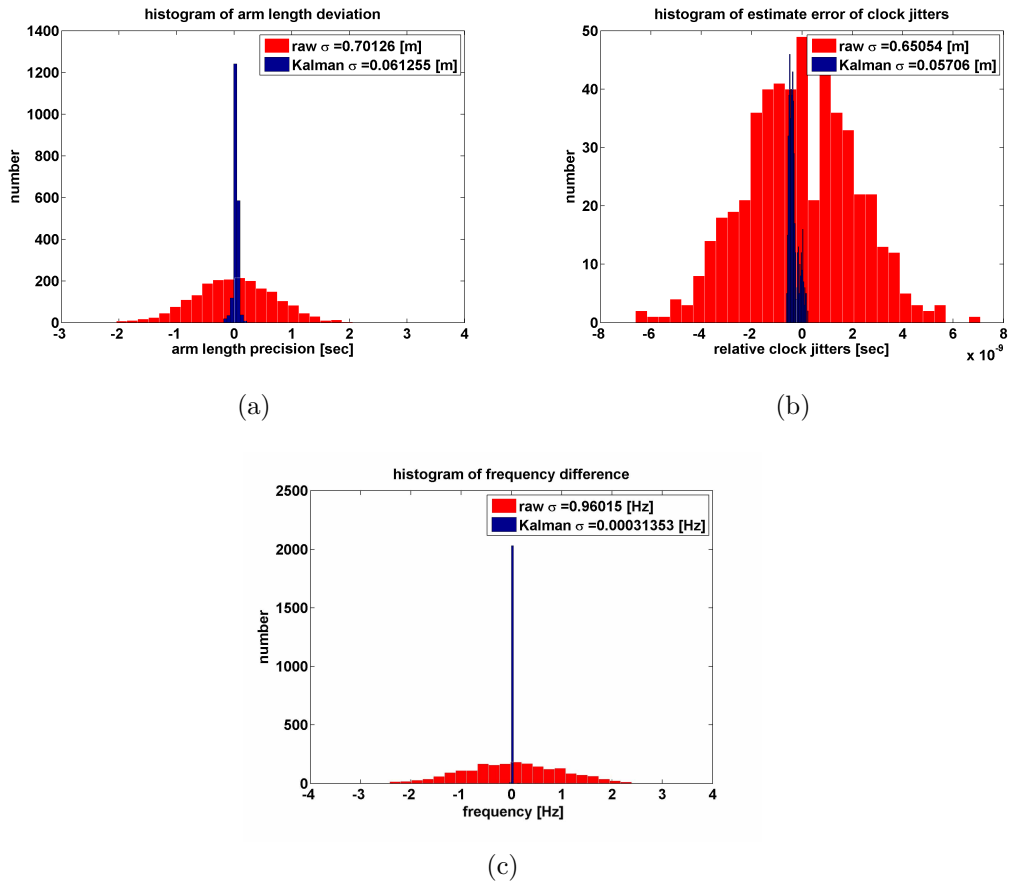 histogram of arm length deviation
1400
1200
1000
800
600
400
200
0
number
raw σ =0.70126 [m]
Kalman σ =0.061255 [m]
-3 -2 -1 0 1 2 3 4
arm length precision [sec]
(a)
histogram of estimate error of clock jitters
50
40
30
20
10
0
number
raw σ =0.65054 [m]
Kalman σ =0.05706 [m]
-8 -6 -4 -2 0 2 4 6 8
relative clock jitters [sec]
x 10⁻⁹
(b)
histogram of frequency difference
2500
2000
1500
1000
500
0
number
raw σ =0.96015 [Hz]
Kalman σ =0.00031353 [Hz]
-4 -3 -2 -1 0 1 2 3 4
frequency [Hz]
(c)